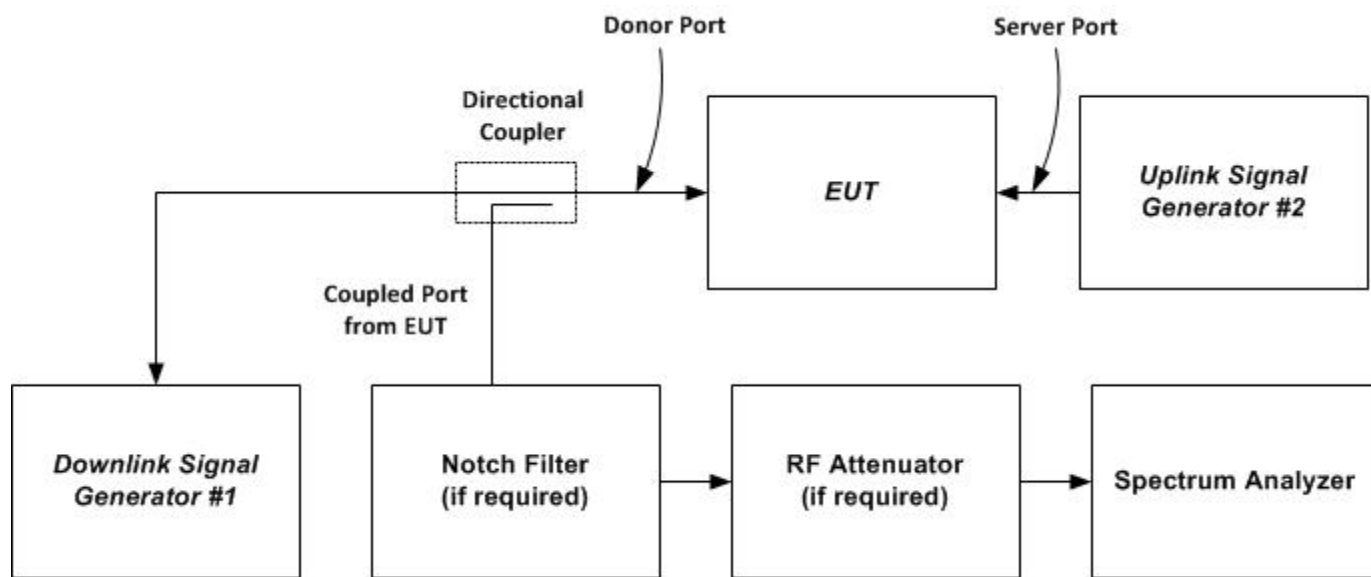 Donor Port
Server Port
Directional
Coupler
EUT
Uplink Signal
Generator #2
Coupled Port
from EUT
Downlink Signal
Generator #1
Notch Filter
(if required)
RF Attenuator
(if required)
Spectrum Analyzer